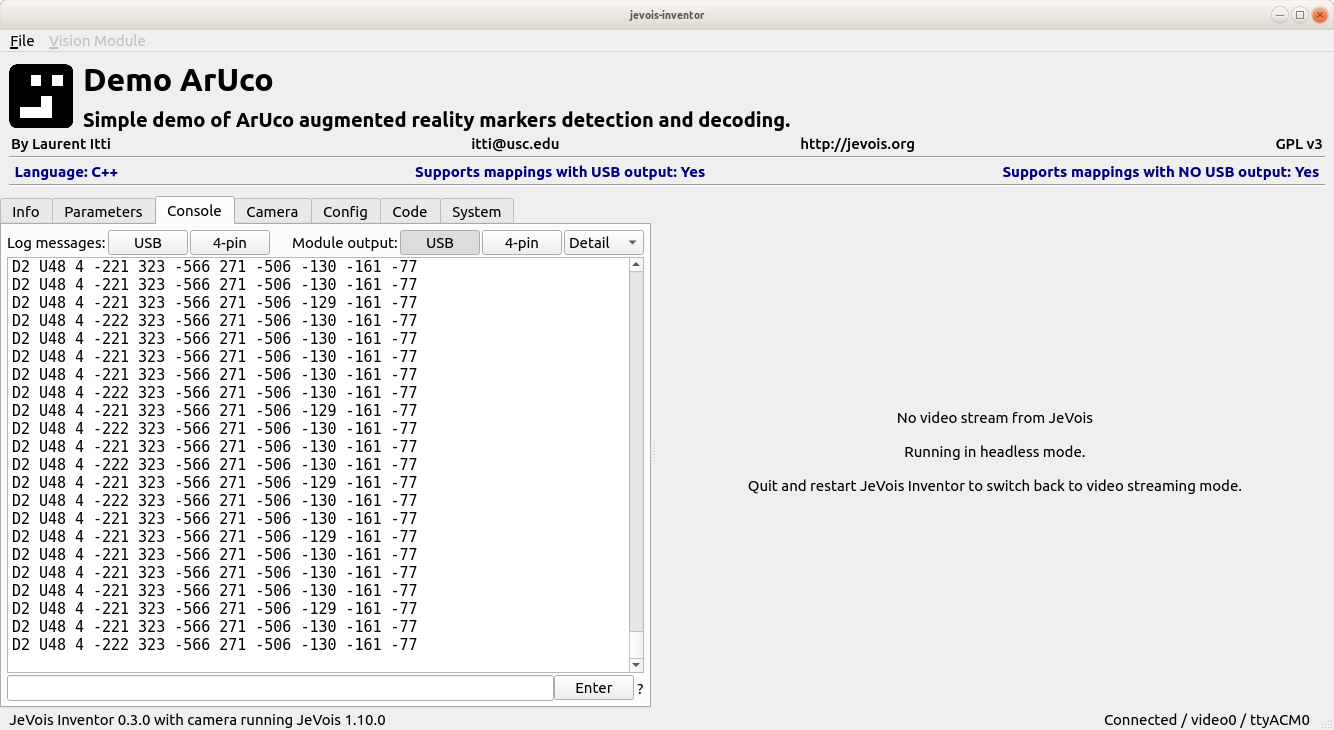 jevois-inventor
File Vision Module
Demo ArUco
Simple demo of ArUco augmented reality markers detection and decoding.
By Laurent Itti itti@usc.edu http://jevois.org GPL v3
Language: C++ Supports mappings with USB output: Yes Supports mappings with NO USB output: Yes
Info Parameters Console Camera Config Code System
Log messages: USB 4-pin Module output: USB 4-pin Detail
D2 U48 4 -221 323 -566 271 -506 -130 -161 -77
D2 U48 4 -221 323 -566 271 -506 -130 -161 -77
D2 U48 4 -221 323 -566 271 -506 -129 -161 -77
D2 U48 4 -222 323 -566 271 -506 -130 -161 -77
D2 U48 4 -221 323 -566 271 -506 -130 -161 -77
D2 U48 4 -221 323 -566 271 -506 -130 -161 -77
D2 U48 4 -221 323 -566 271 -506 -130 -161 -77
D2 U48 4 -222 323 -566 271 -506 -130 -161 -77
D2 U48 4 -221 323 -566 271 -506 -129 -161 -77
D2 U48 4 -222 323 -566 271 -506 -130 -161 -77
D2 U48 4 -221 323 -566 271 -506 -130 -161 -77
D2 U48 4 -222 323 -566 271 -506 -130 -161 -77
D2 U48 4 -221 323 -566 271 -506 -129 -161 -77
D2 U48 4 -222 323 -566 271 -506 -130 -161 -77
D2 U48 4 -221 323 -566 271 -506 -130 -161 -77
D2 U48 4 -221 323 -566 271 -506 -129 -161 -77
D2 U48 4 -222 323 -566 271 -506 -130 -161 -77
D2 U48 4 -221 323 -566 271 -506 -130 -161 -77
D2 U48 4 -221 323 -566 271 -506 -130 -161 -77
D2 U48 4 -221 323 -566 271 -506 -129 -161 -77
D2 U48 4 -221 323 -566 271 -506 -130 -161 -77
D2 U48 4 -222 323 -566 271 -506 -130 -161 -77
Enter ?
No video stream from JeVois
Running in headless mode.
Quit and restart JeVois Inventor to switch back to video streaming mode.
JeVois Inventor 0.3.0 with camera running JeVois 1.10.0 Connected / video0 / ttyACM0